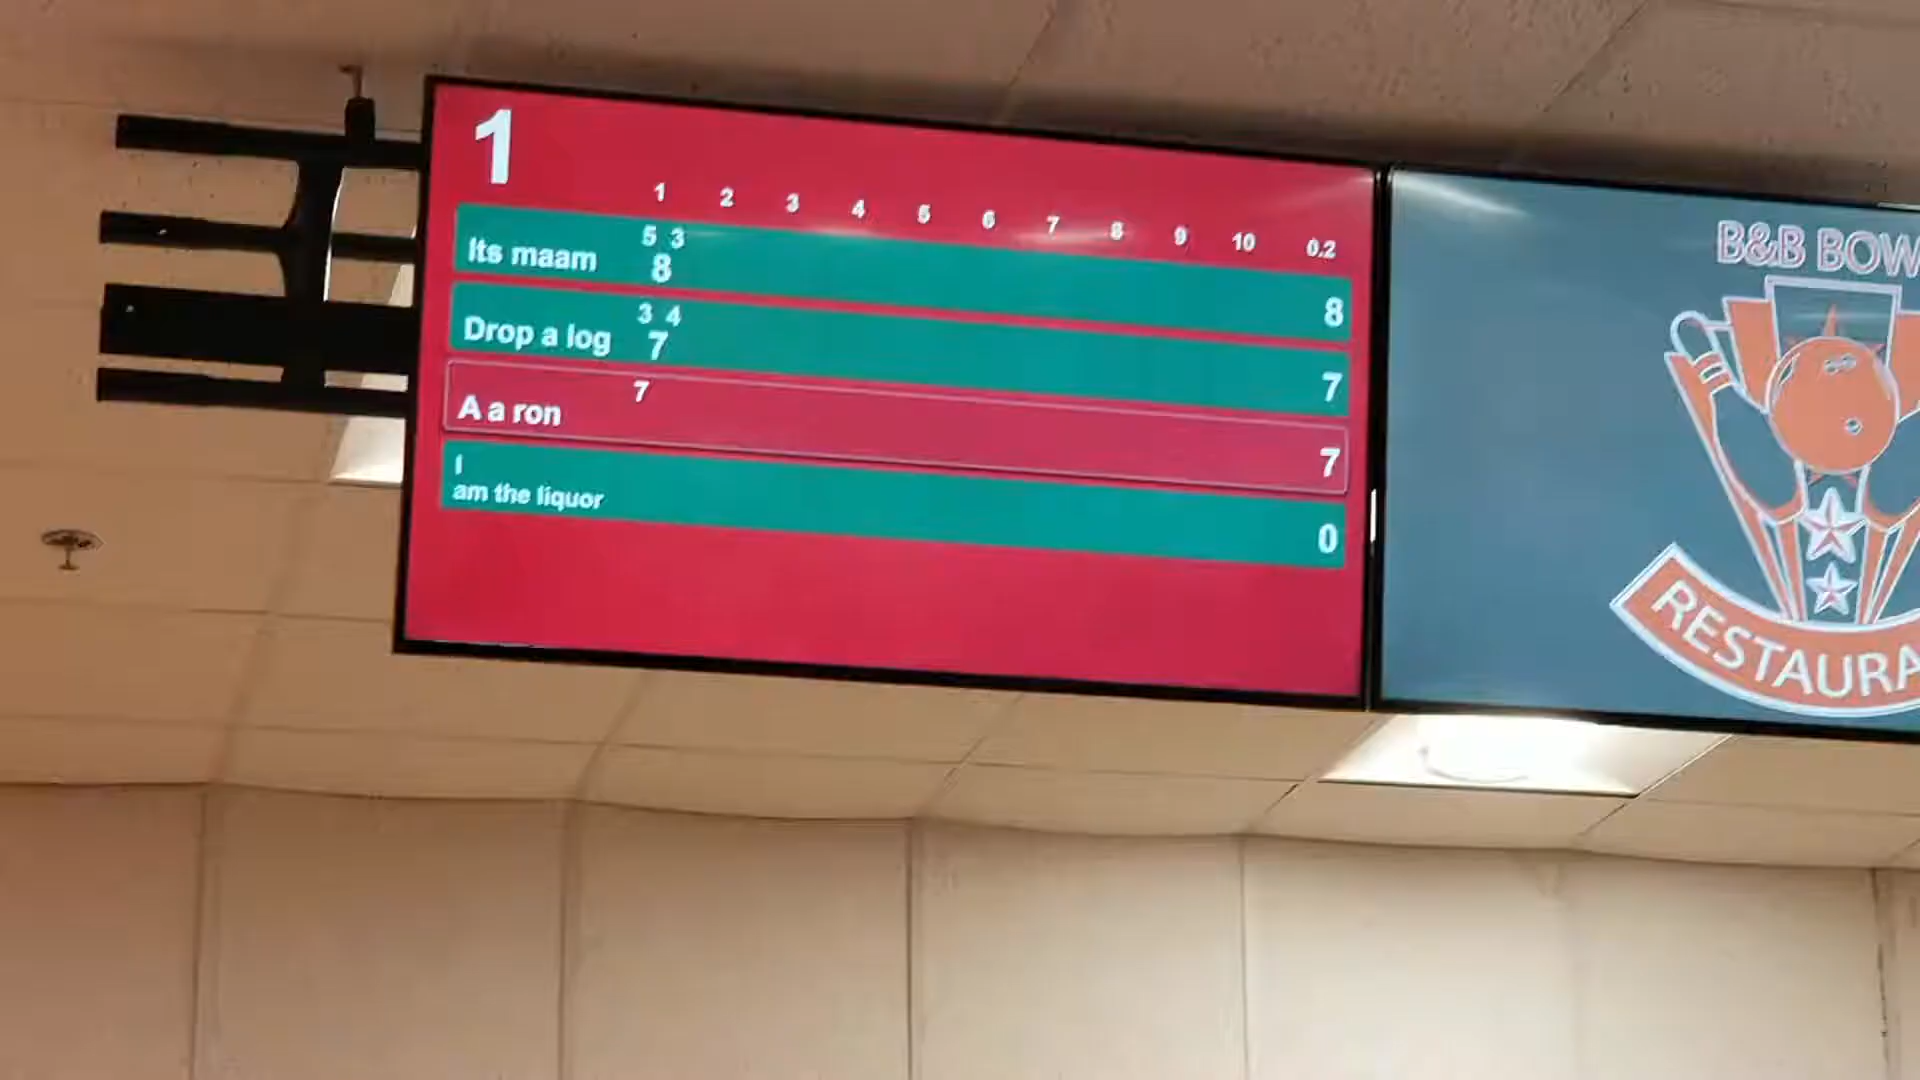 1
1 2 3 4 5 6 7 8 9 10 0.2
5 3
Its maam 8 8
3 4
Drop a log 7 7
7
A a ron 7
I
am the liquor 0
B&B BOW
RESTAURA